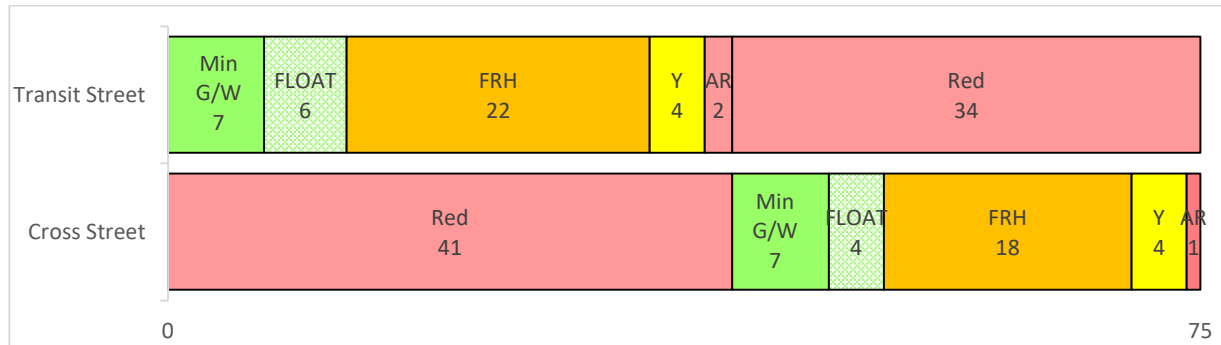 Transit Street
Min
G/W
7
FLOAT
6
FRH
22
Y
4
AR
2
Red
34
Cross Street
Red
41
Min
G/W
7
FLOAT
4
FRH
18
Y
4
AR
1
0
75